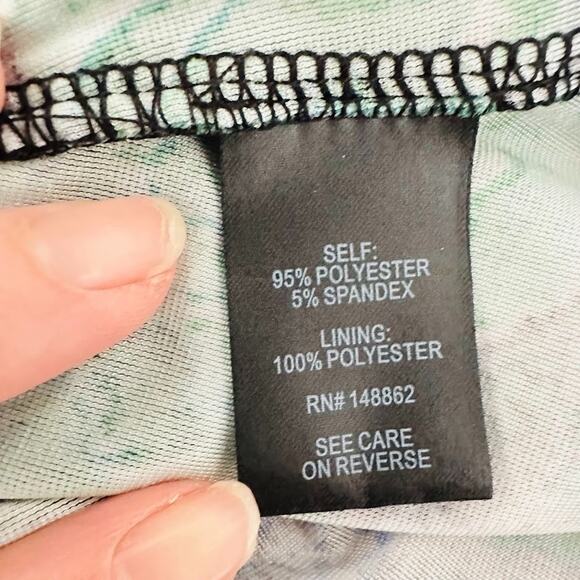 SELF:
95% POLYESTER
5% SPANDEX
LINING:
100% POLYESTER
RN# 148862
SEE CARE
ON REVERSE